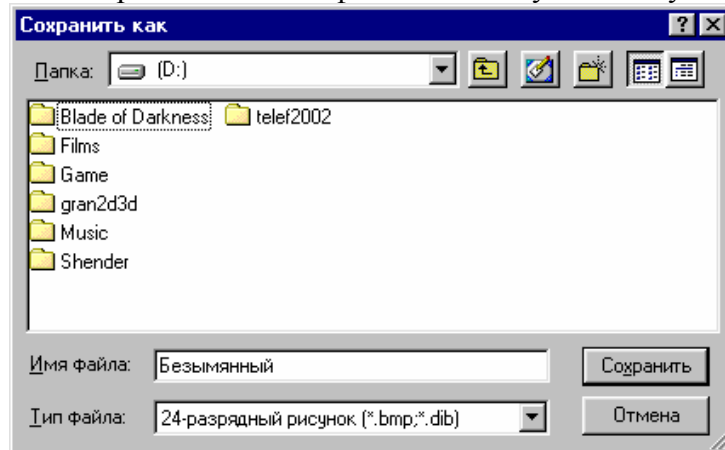 Сохранить как
Папка: (D:)
Blade of Darkness telef2002
Films
Game
gran2d3d
Music
Shender
Имя файла: Безымянный Сохранить
Тип файла: 24-разрядный рисунок (*.bmp;*.dib) Отмена